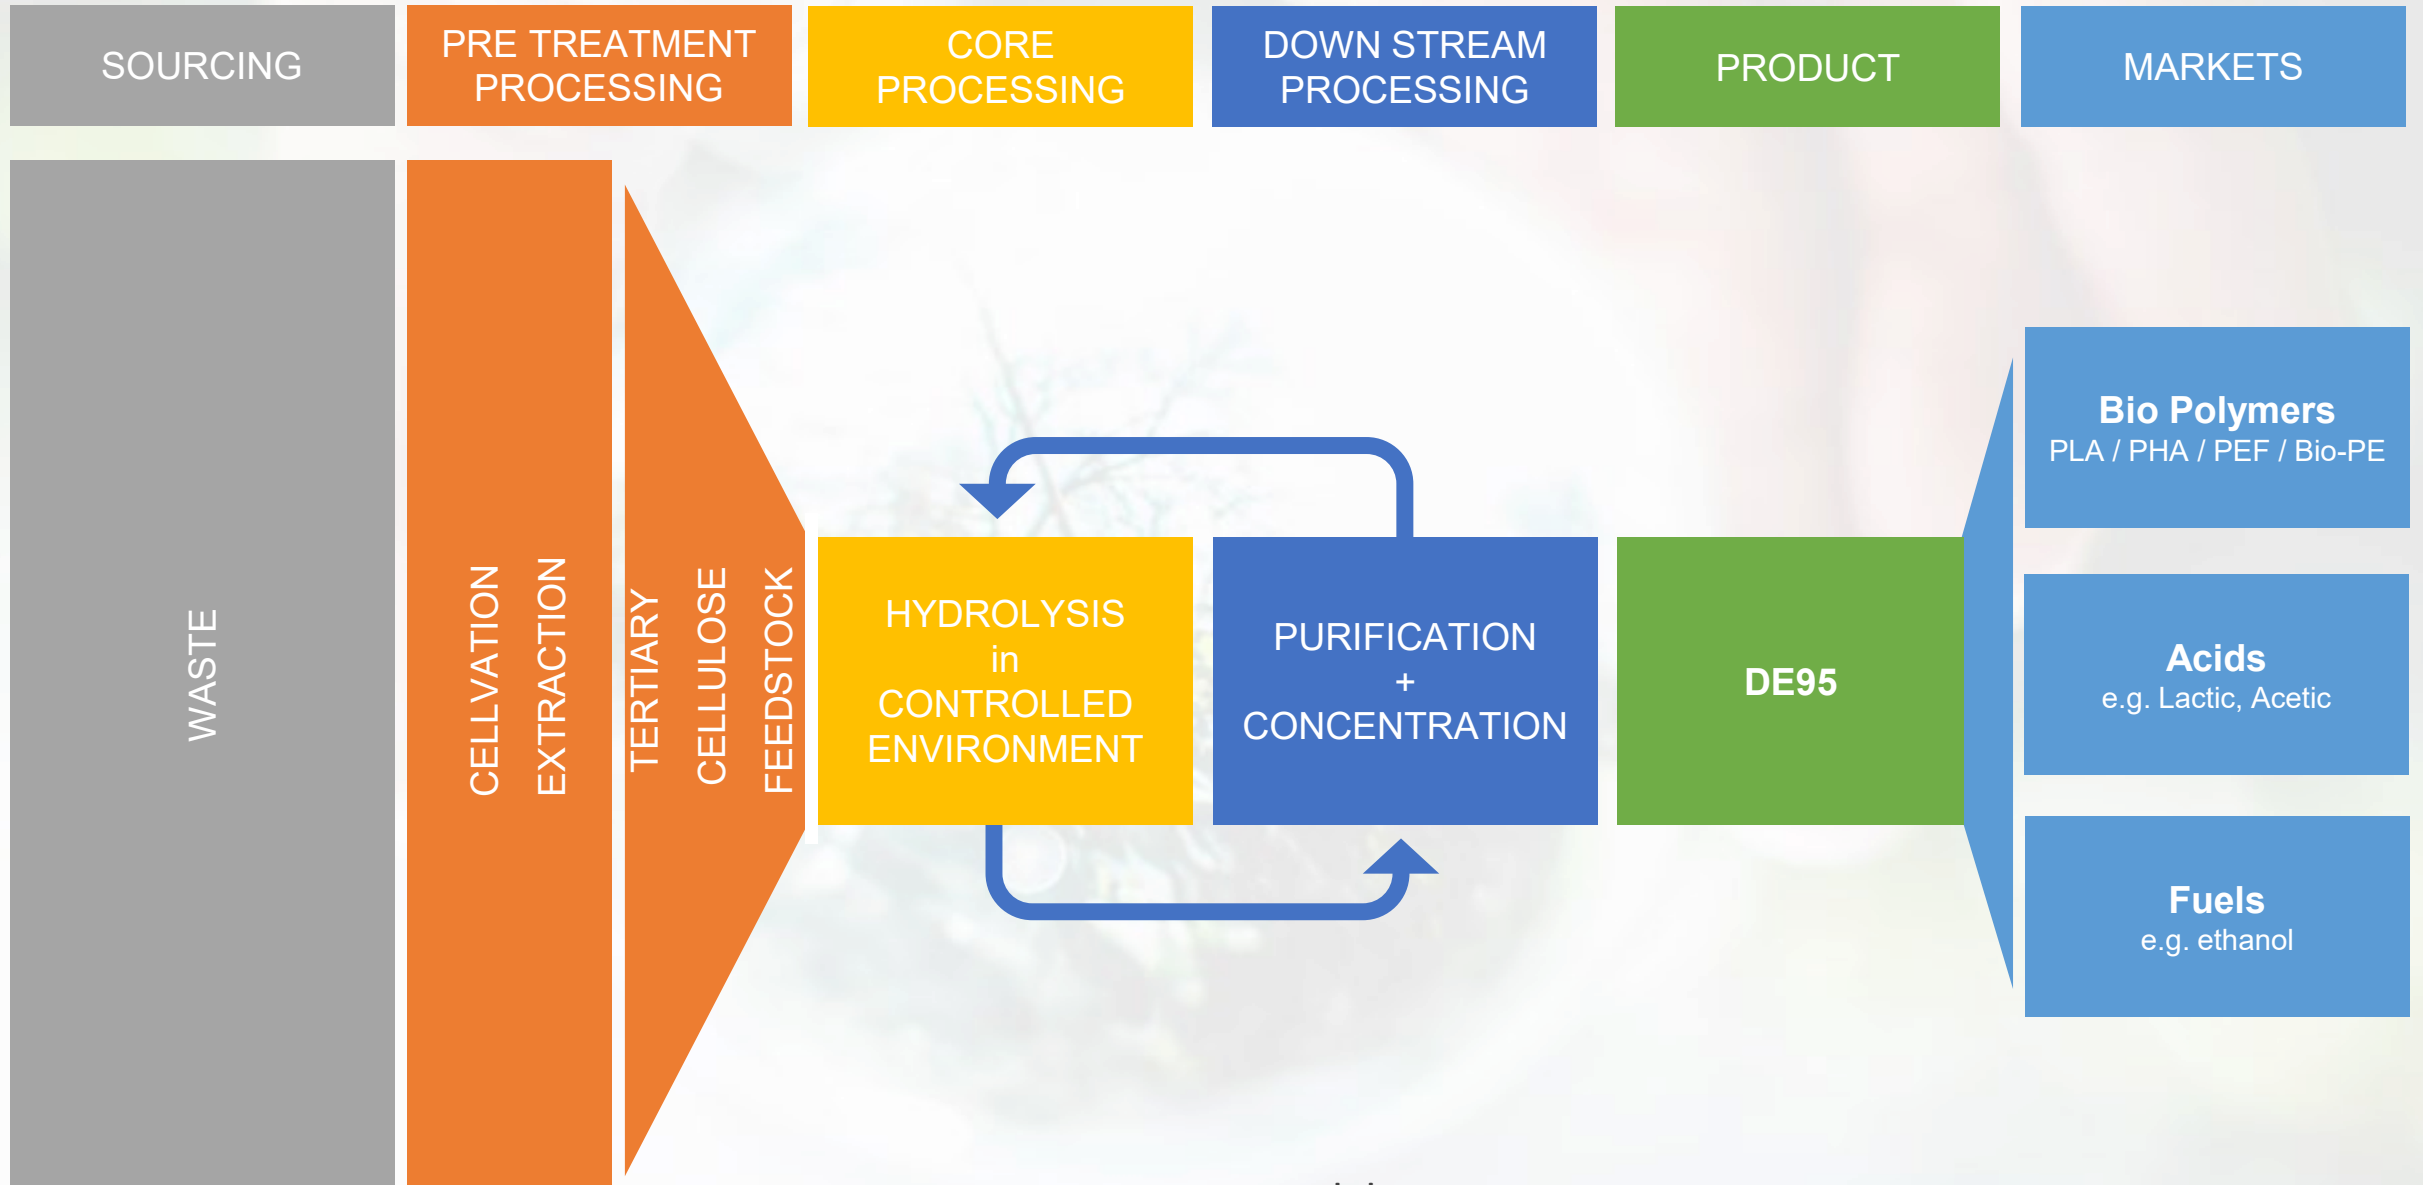 SOURCING
PRE TREATMENT
PROCESSING
CORE
PROCESSING
DOWN STREAM
PROCESSING
PRODUCT
MARKETS
WASTE
CELLVATION
EXTRACTION
TERTIARY
CELLULOSE
FEEDSTOCK
HYDROLYSIS
in
CONTROLLED
ENVIRONMENT
PURIFICATION
+
CONCENTRATION
DE95
Bio Polymers
PLA / PHA / PEF / Bio-PE
Acids
e.g. Lactic, Acetic
Fuels
e.g. ethanol